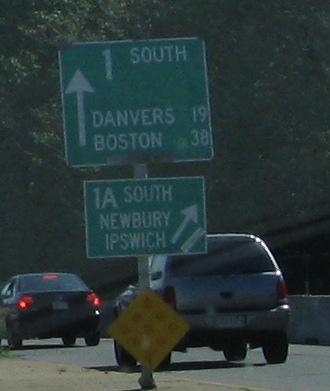 1 SOUTH
DANVERS 19
BOSTON 38
1A SOUTH
NEWBURY
IPSWICH